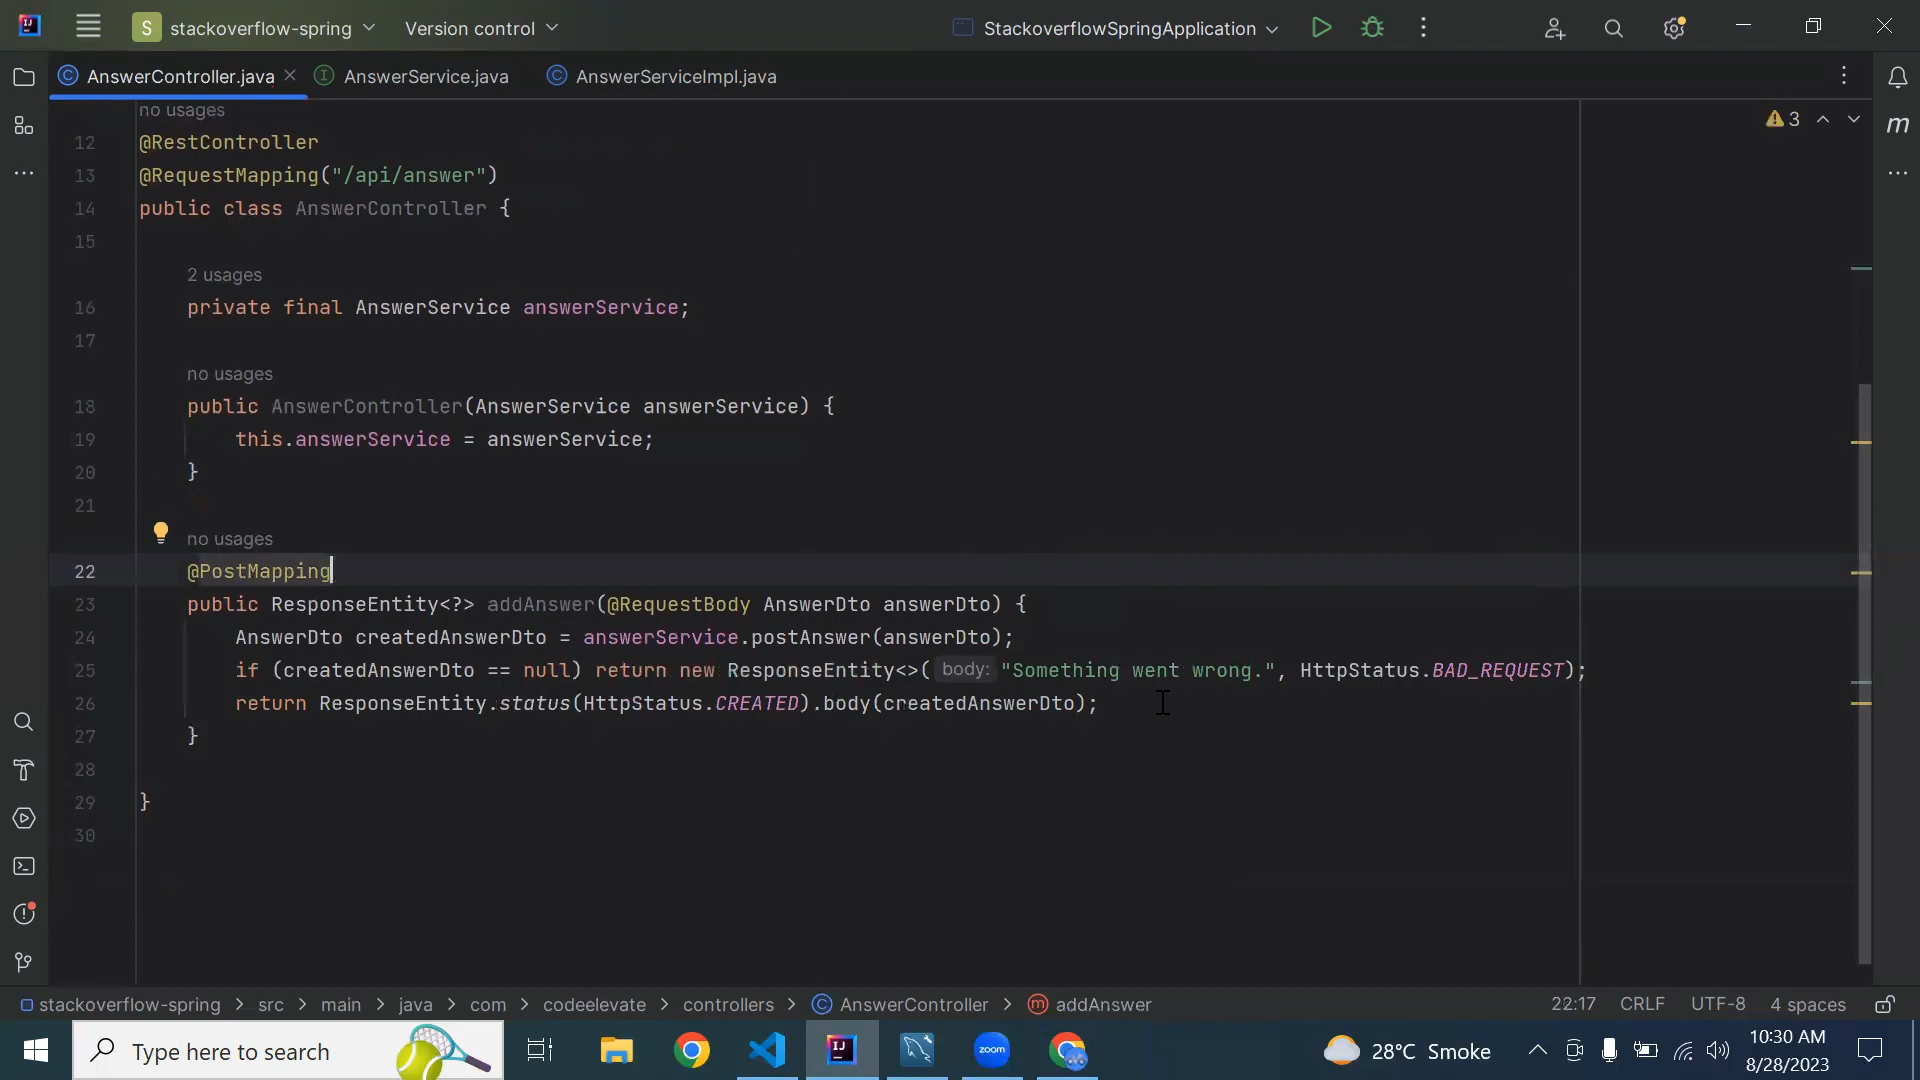 S stackoverflow-spring Version control StackoverflowSpringApplication
AnswerController.java AnswerService.java AnswerServiceImpl.java
no usages
3
12 @RestController
13 @RequestMapping("/api/answer")
14 public class AnswerController {
15
2 usages
16 private final AnswerService answerService;
17
no usages
18 public AnswerController(AnswerService answerService) {
19 this.answerService = answerService;
20 }
21
no usages
22 @PostMapping
23 public ResponseEntity<?> addAnswer(@RequestBody AnswerDto answerDto) {
24 AnswerDto createdAnswerDto = answerService.postAnswer(answerDto);
25 if (createdAnswerDto == null) return new ResponseEntity<>( body: "Something went wrong.", HttpStatus.BAD_REQUEST);
26 return ResponseEntity.status(HttpStatus.CREATED).body(createdAnswerDto);
27 }
28
29 }
30
stackoverflow-spring > src > main > java > com > codeelevate > controllers > AnswerController > addAnswer 22:17 CRLF UTF-8 4 spaces
Type here to search zoom 28°C Smoke 10:30 AM
8/28/2023